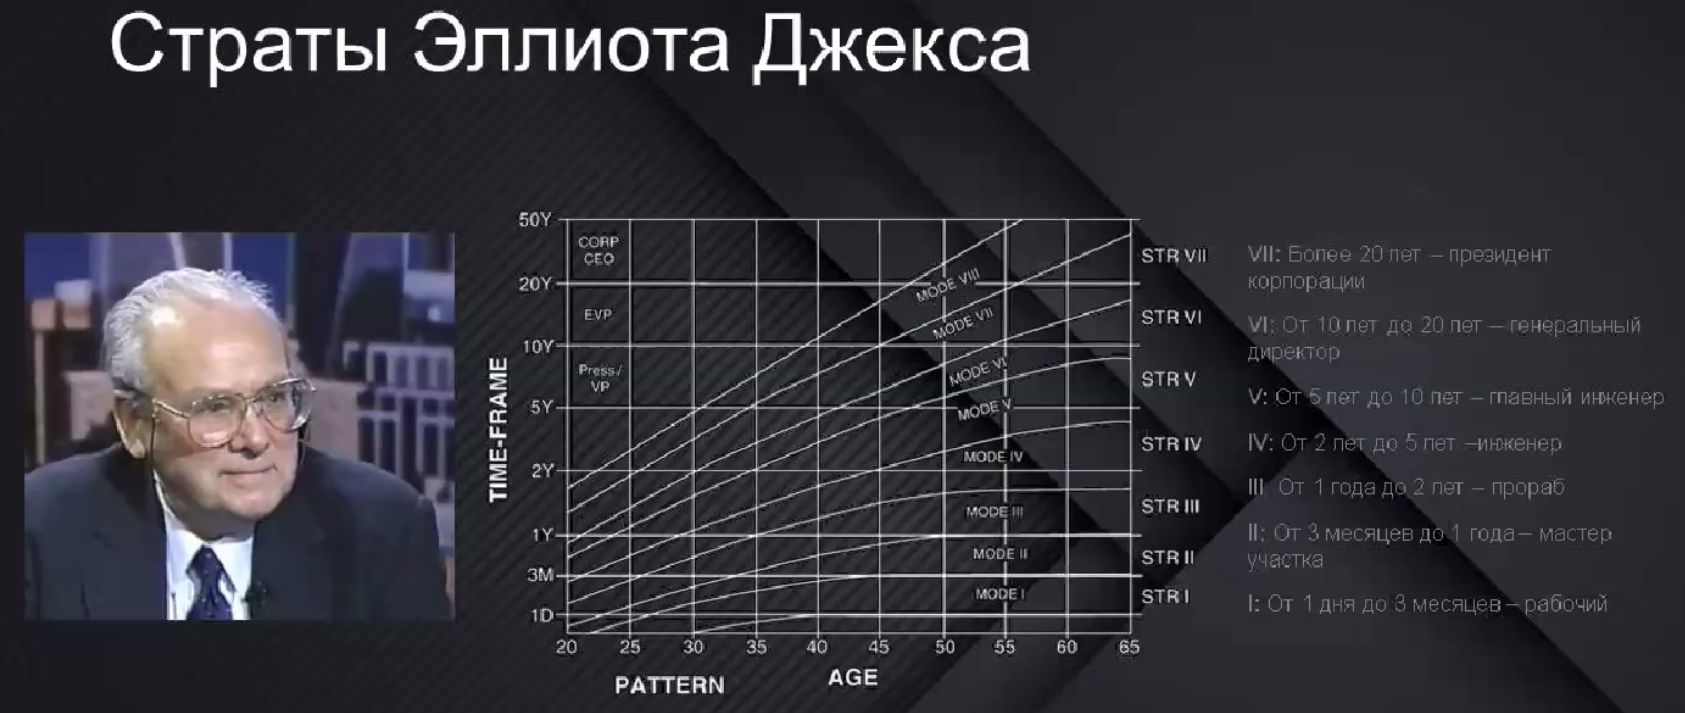 Страты Эллиота Джекса
50Y
20Y
10Y
5Y
2Y
1Y
3M
1D
TIME-FRAME
CORP
CEO
EVP
Press/
VP
MODE VIII
MODE VII
MODE VI
MODE V
MODE IV
MODE III
MODE II
MODE I
STR VII
STR VI
STR V
STR IV
STR III
STR II
STR I
20 25 30 35 40 45 50 55 60 65
PATTERN
AGE
VII: Более 20 лет – президент
корпорации
VI: От 10 лет до 20 лет – генеральный
директор
V: От 5 лет до 10 лет – главный инженер
IV: От 2 лет до 5 лет –инженер
III: От 1 года до 2 лет – прораб
II: От 3 месяцев до 1 года – мастер
участка
I: От 1 дня до 3 месяцев – рабочий